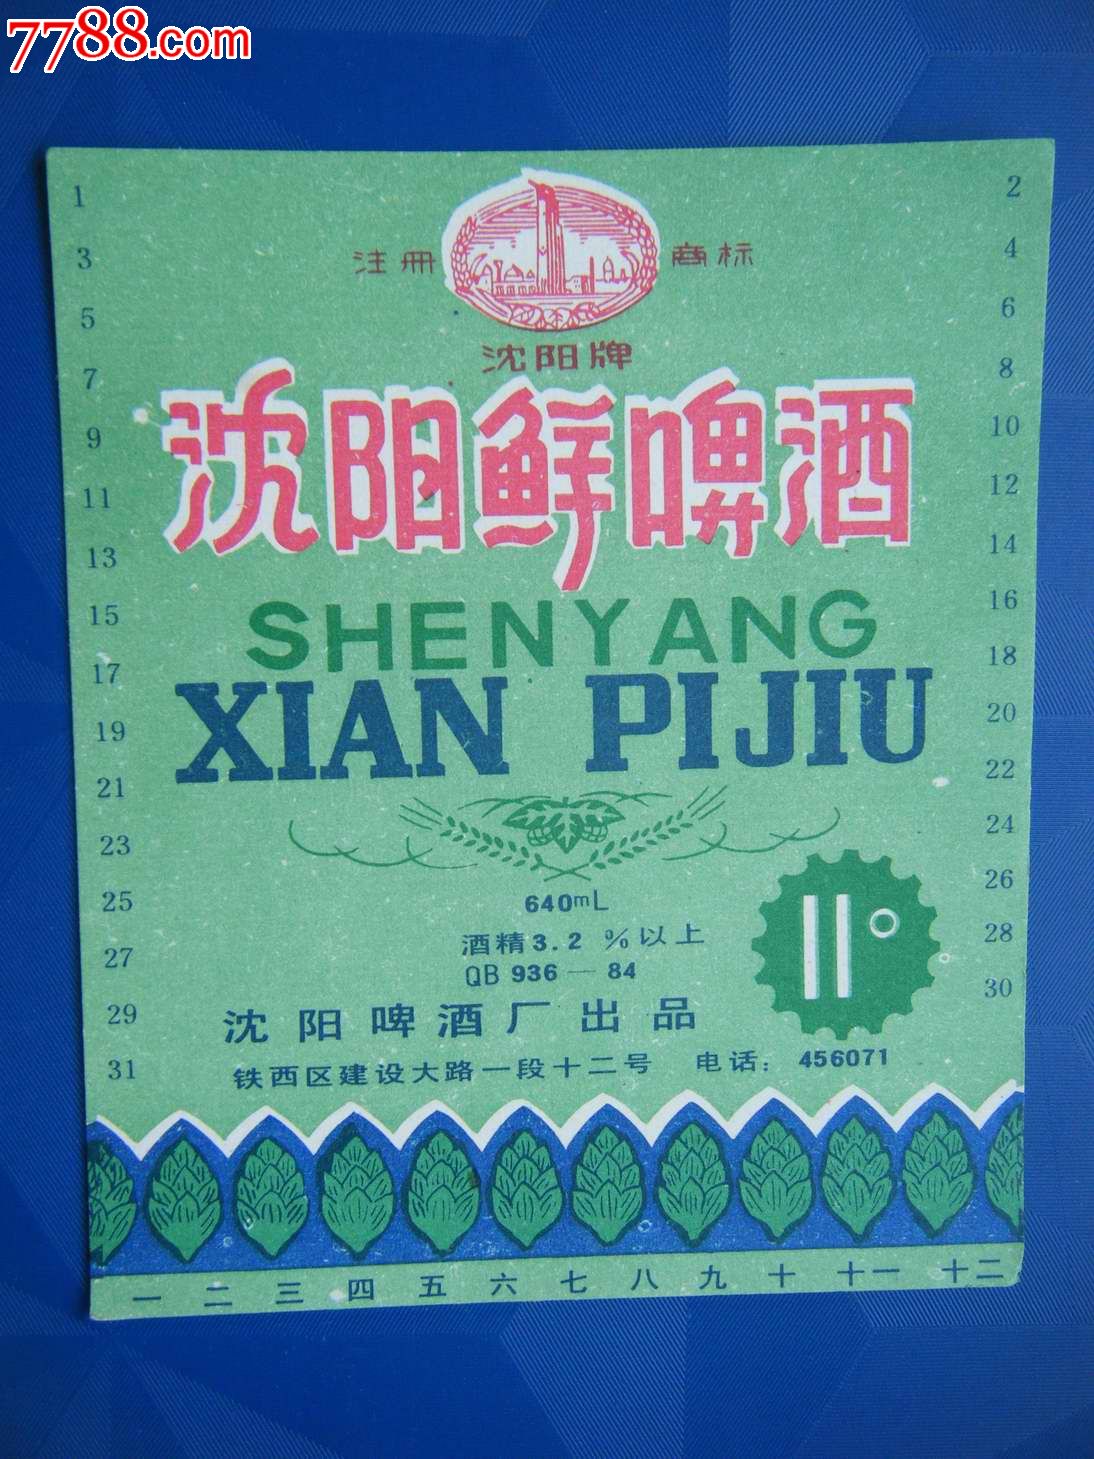 7788.com
注册 商标
沈阳牌
沈阳鲜啤酒
SHENYANG
XIAN PIJIU
640mL
酒精3.2 %以上
QB 936—84
11°
沈阳啤酒厂出品
铁西区建设大路一段十二号 电话：456071
1 2
3 4
5 6
7 8
9 10
11 12
13 14
15 16
17 18
19 20
21 22
23 24
25 26
27 28
29 30
31
一 二 三 四 五 六 七 八 九 十 十一 十二